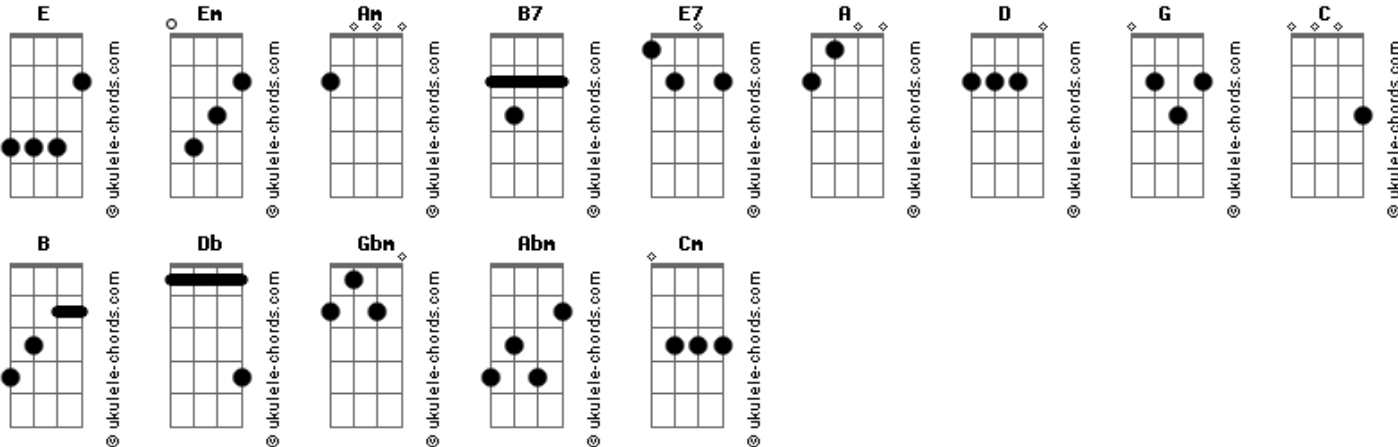 E Em Am B7 E7 A D G C
© ukulele-chords.com © ukulele-chords.com © ukulele-chords.com © ukulele-chords.com © ukulele-chords.com © ukulele-chords.com © ukulele-chords.com © ukulele-chords.com © ukulele-chords.com
B Db Gbm Abm Cm
© ukulele-chords.com © ukulele-chords.com © ukulele-chords.com © ukulele-chords.com © ukulele-chords.com